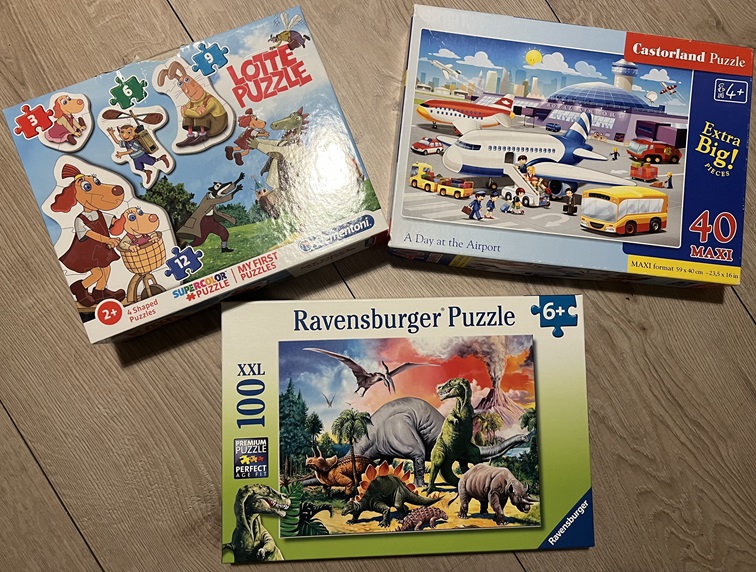 LOTTE
PUZZLE
3
6
9
12
Clementoni
SUPERCOLOR
PUZZLE
MY FIRST
PUZZLES
2+
4 Shaped
Puzzles
Castorland Puzzle
4+
Extra
Big!
PIECES
40
MAXI
A Day at the Airport
MAXI format 59 x 40 cm - 23,5 x 16 in
Ravensburger Puzzle
6+
XXL
100
PREMIUM
PUZZLE
PERFECT
AGE FIT
Ravensburger